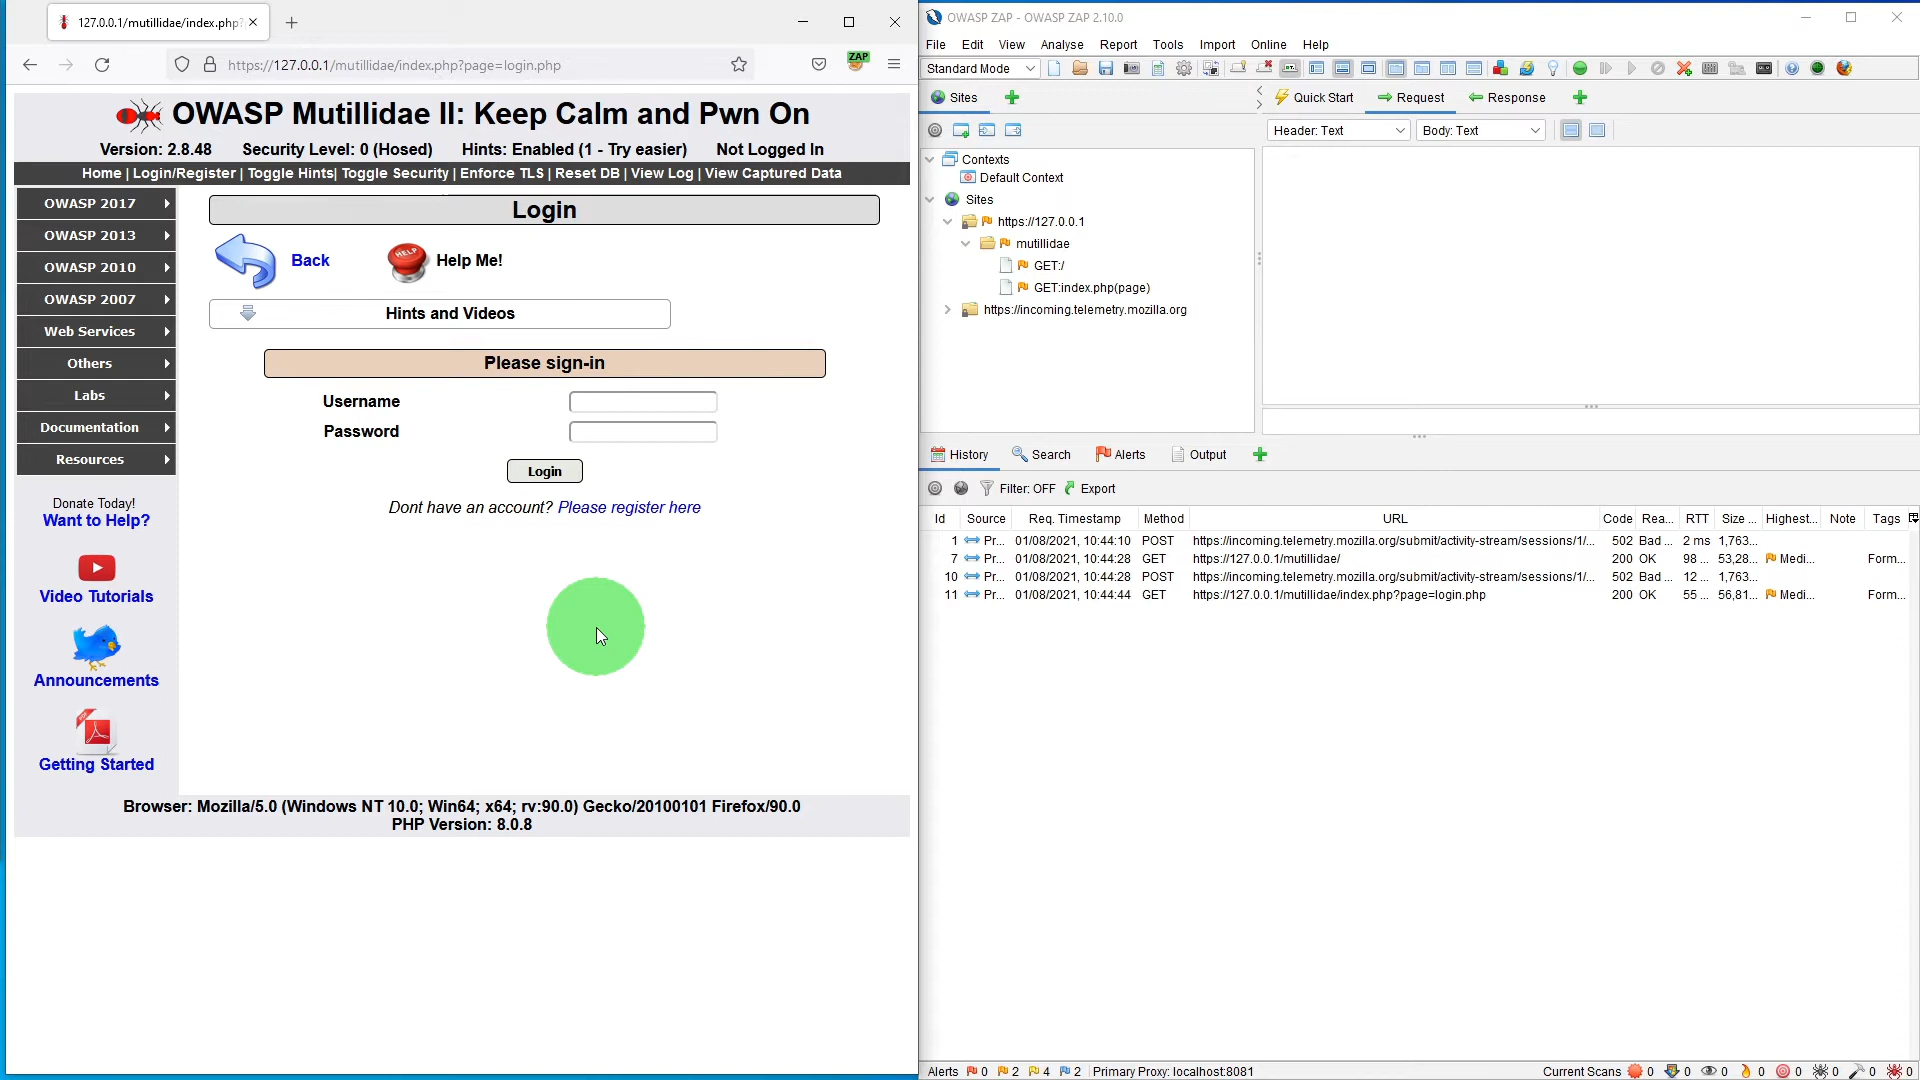 127.0.0.1/mutillidae/index.php?
https://127.0.0.1/mutillidae/index.php?page=login.php
ZAP
OWASP Mutillidae II: Keep Calm and Pwn On
Version: 2.8.48 Security Level: 0 (Hosed) Hints: Enabled (1 - Try easier) Not Logged In
Home | Login/Register | Toggle Hints| Toggle Security | Enforce TLS | Reset DB | View Log | View Captured Data
OWASP 2017
OWASP 2013
OWASP 2010
OWASP 2007
Web Services
Others
Labs
Documentation
Resources
Donate Today!
Want to Help?
Video Tutorials
Announcements
Getting Started
Login
Back
HELP
Help Me!
Hints and Videos
Please sign-in
Username
Password
Login
Dont have an account? Please register here
Browser: Mozilla/5.0 (Windows NT 10.0; Win64; x64; rv:90.0) Gecko/20100101 Firefox/90.0
PHP Version: 8.0.8
OWASP ZAP - OWASP ZAP 2.10.0
File Edit View Analyse Report Tools Import Online Help
Standard Mode
Sites
Quick Start Request Response
Header: Text Body: Text
Contexts
Default Context
Sites
https://127.0.0.1
mutillidae
GET:/
GET:index.php(page)
https://incoming.telemetry.mozilla.org
History Search Alerts Output
Filter: OFF Export
Id Source Req. Timestamp Method URL Code Rea... RTT Size ... Highest... Note Tags
1 Pr... 01/08/2021, 10:44:10 POST https://incoming.telemetry.mozilla.org/submit/activity-stream/sessions/1/... 502 Bad ... 2 ms 1,763...
7 Pr... 01/08/2021, 10:44:28 GET https://127.0.0.1/mutillidae/ 200 OK 98 ... 53,28... Medi... Form...
10 Pr... 01/08/2021, 10:44:28 POST https://incoming.telemetry.mozilla.org/submit/activity-stream/sessions/1/... 502 Bad ... 12 ... 1,763...
11 Pr... 01/08/2021, 10:44:44 GET https://127.0.0.1/mutillidae/index.php?page=login.php 200 OK 55 ... 56,81... Medi... Form...
Alerts 0 2 4 2 Primary Proxy: localhost:8081 Current Scans 0 0 0 0 0 0 0 0